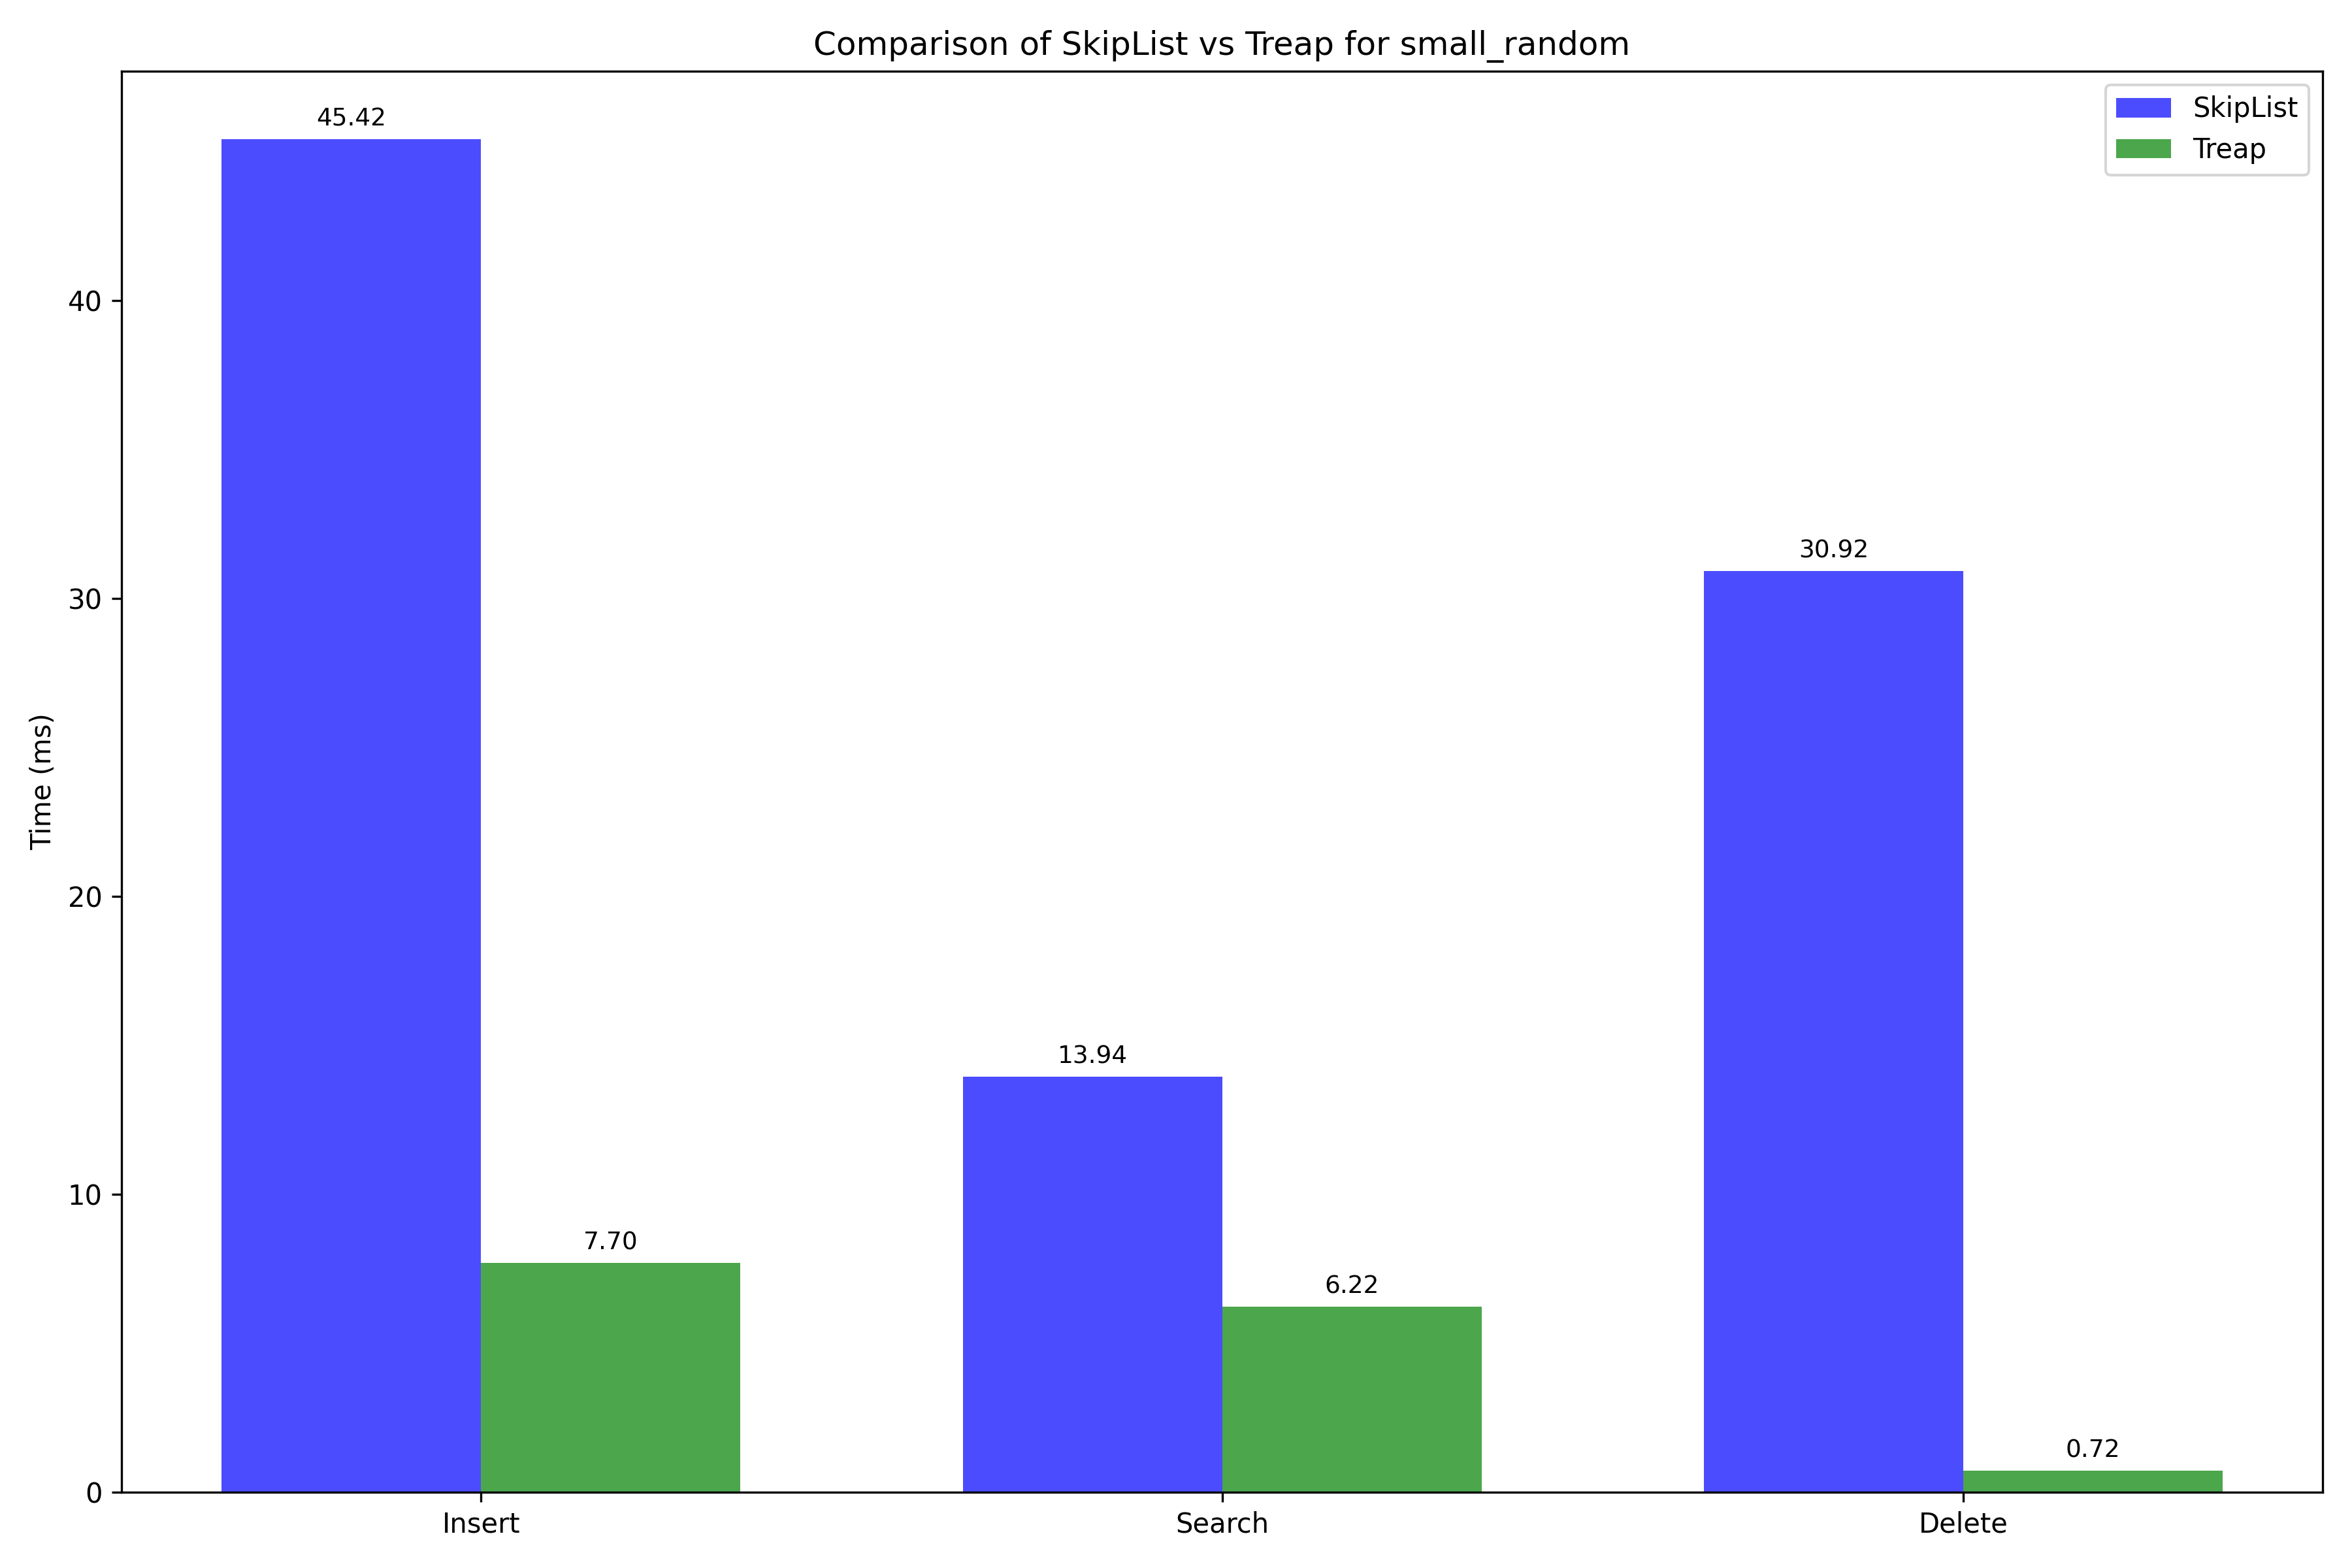 Comparison of SkipList vs Treap for small_random
SkipList
Treap
Time (ms)
40
30
20
10
0
45.42
7.70
13.94
6.22
30.92
0.72
Insert
Search
Delete